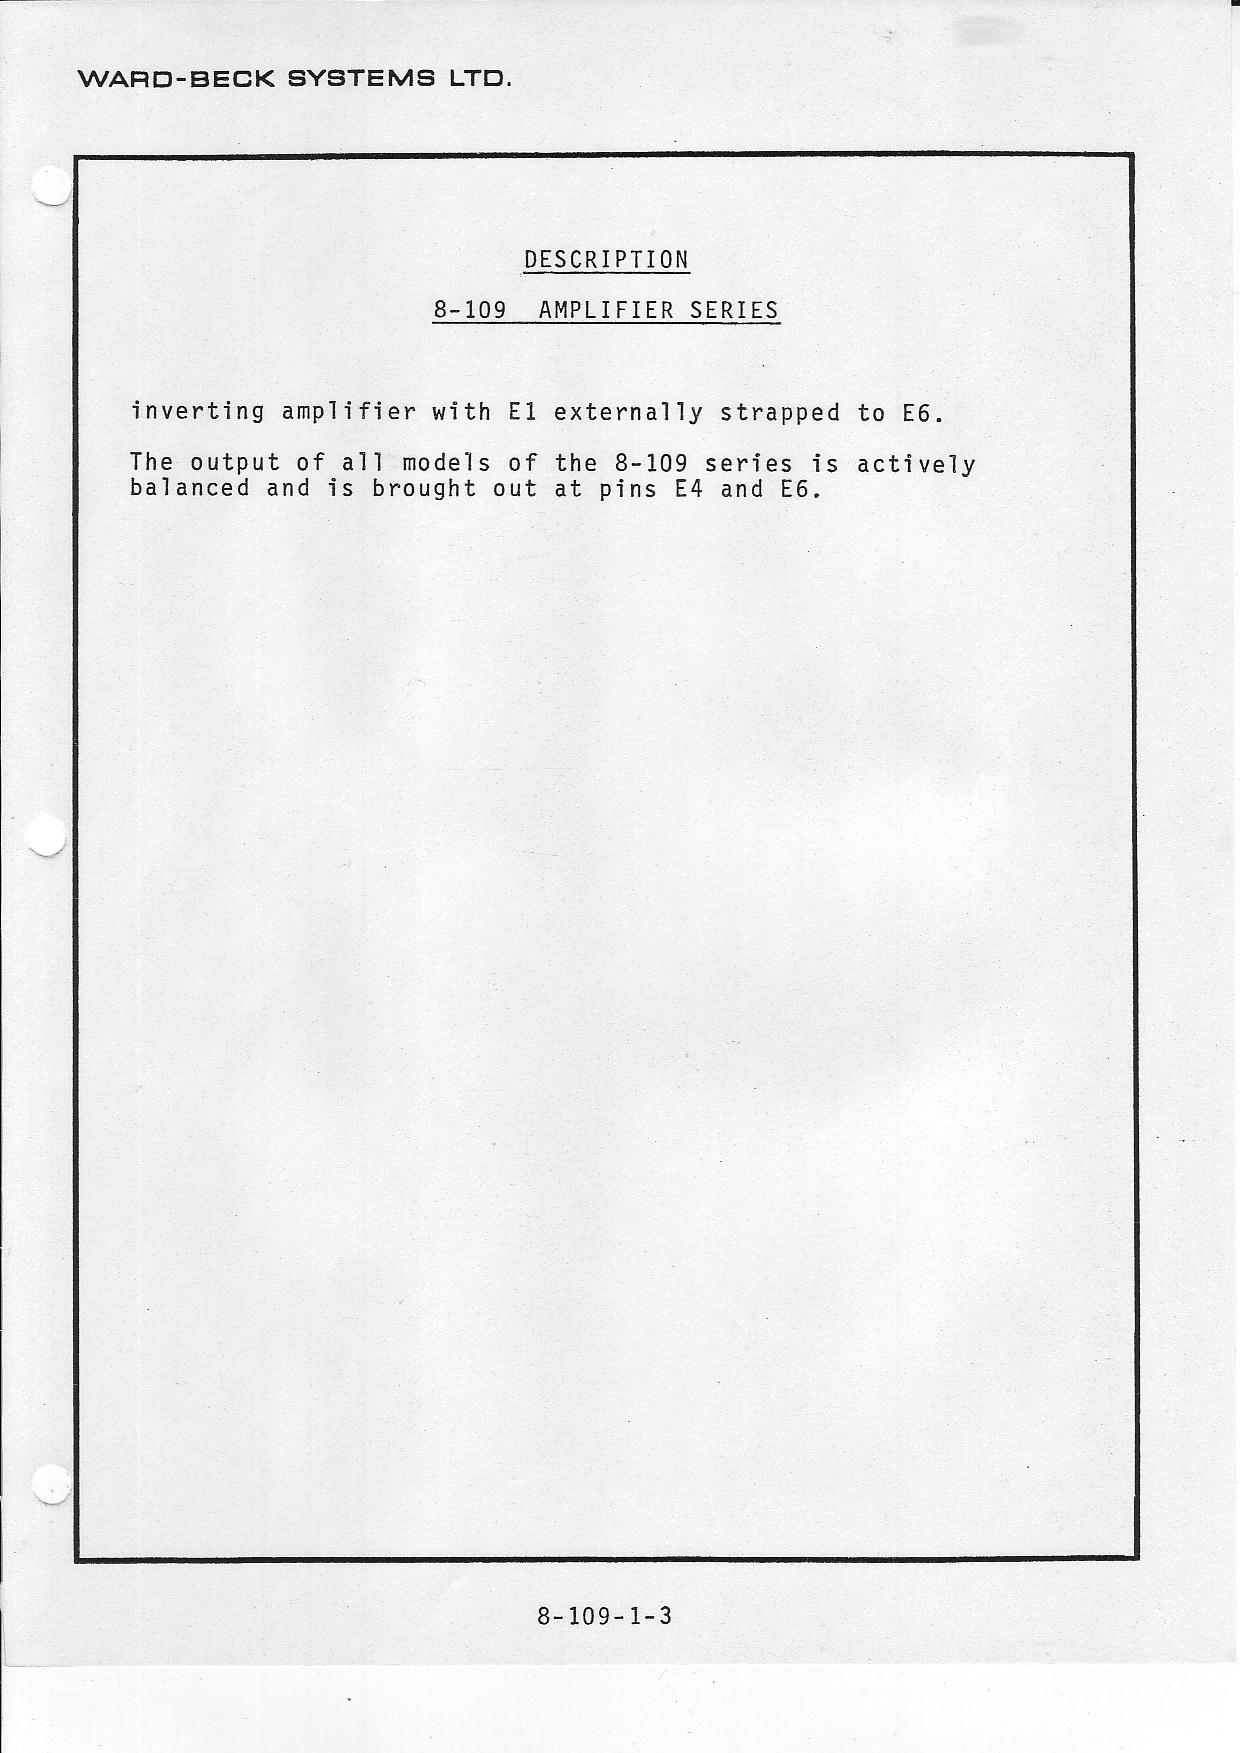 WARD-BECK SYSTEMS LTD.
DESCRIPTION
8-109 AMPLIFIER SERIES
inverting amplifier with E1 externally strapped to E6.
The output of all models of the 8-109 series is actively
balanced and is brought out at pins E4 and E6.
8-109-1-3